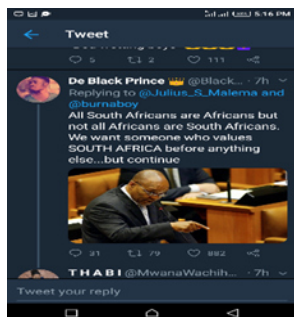 5:16 PM
Tweet
5 2 111
De Black Prince @Black... · 7h
Replying to @Julius_S_Malema and
@burnaboy
All South Africans are Africans but
not all Africans are South Africans.
We want someone who values
SOUTH AFRICA before anything
else...but continue
31 79 882
THABI @MwanaWachih... · 7h
Tweet your reply